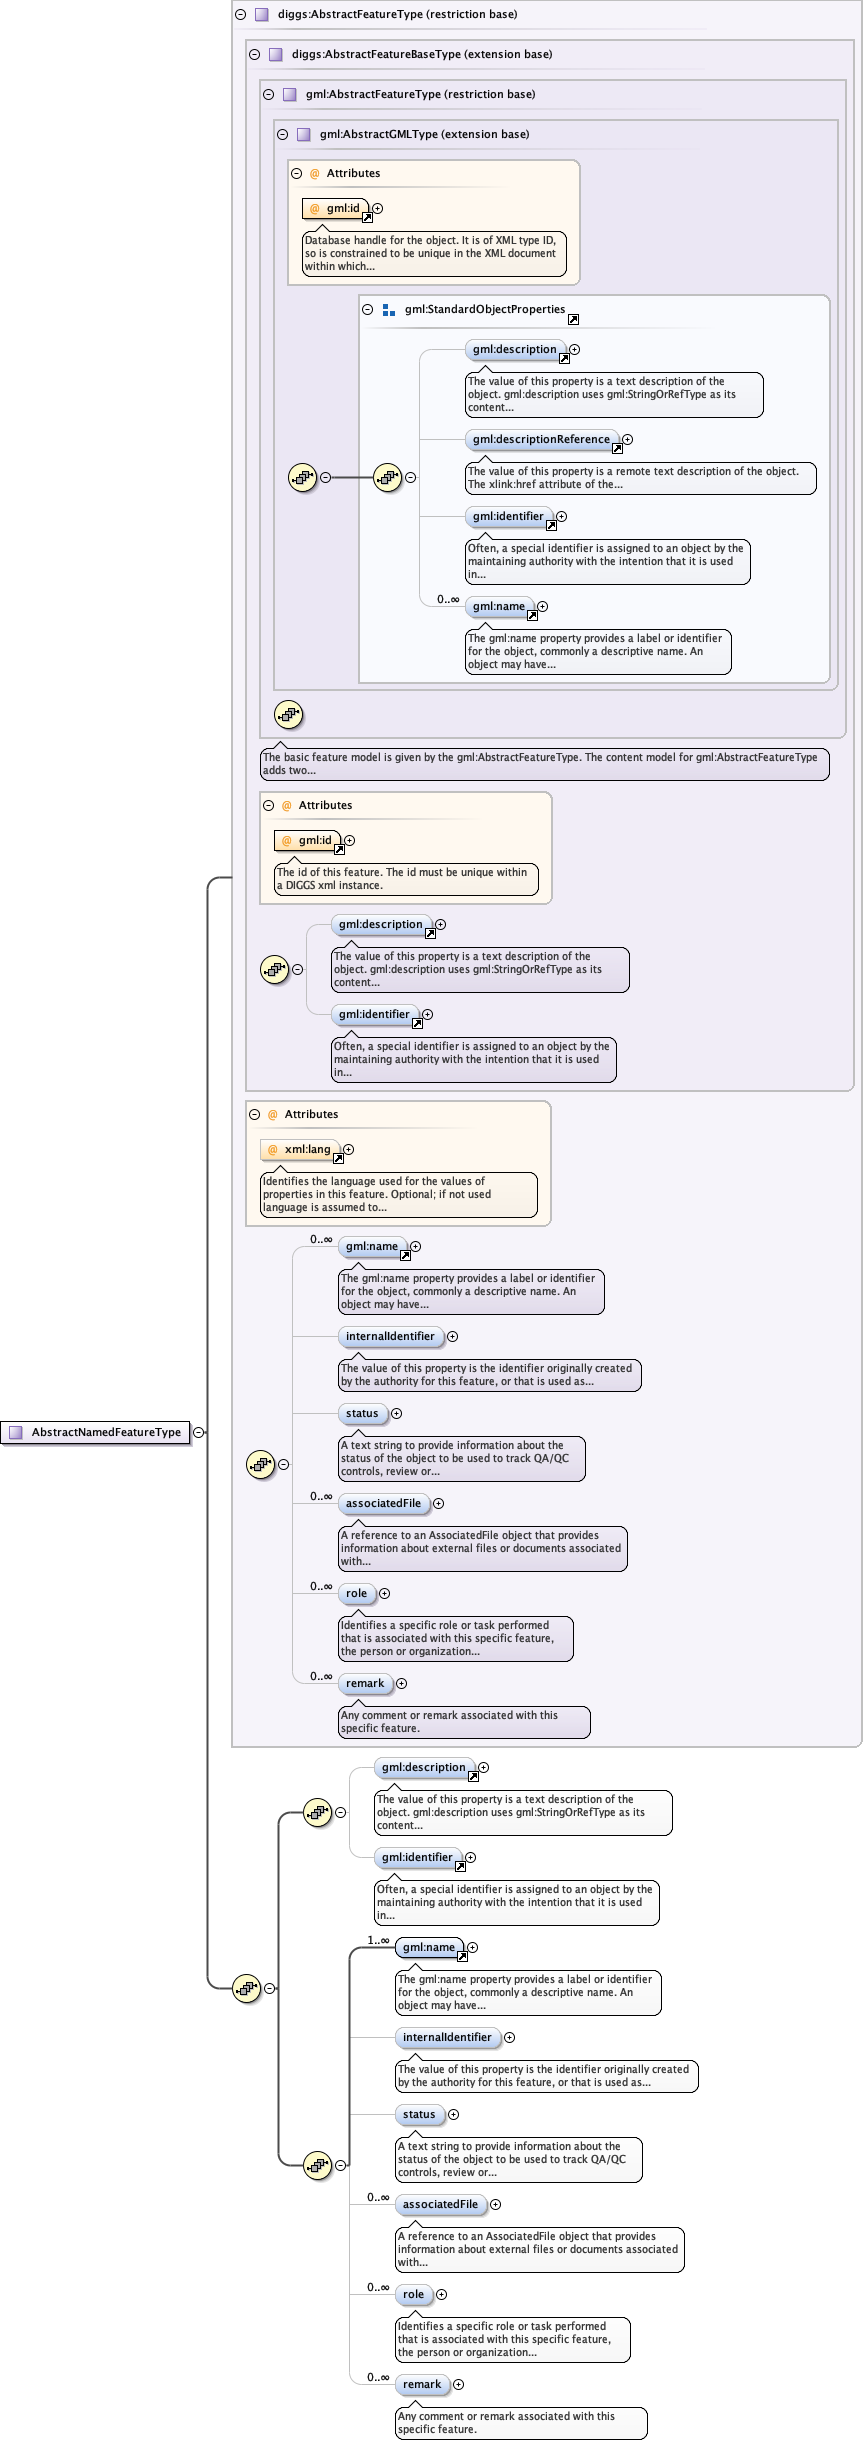 diggs:AbstractFeatureType (restriction base)
diggs:AbstractFeatureBaseType (extension base)
gml:AbstractFeatureType (restriction base)
gml:AbstractGMLType (extension base)
@ Attributes
@ gml:id
Database handle for the object. It is of XML type ID,
so is constrained to be unique in the XML document
within which...
gml:StandardObjectProperties
gml:description
The value of this property is a text description of the
object. gml:description uses gml:StringOrRefType as its
content...
gml:descriptionReference
The value of this property is a remote text description of the object.
The xlink:href attribute of the...
gml:identifier
Often, a special identifier is assigned to an object by the
maintaining authority with the intention that it is used
in...
0..∞
gml:name
The gml:name property provides a label or identifier
for the object, commonly a descriptive name. An
object may have...
The basic feature model is given by the gml:AbstractFeatureType. The content model for gml:AbstractFeatureType
adds two...
@ Attributes
@ gml:id
The id of this feature. The id must be unique within
a DIGGS xml instance.
gml:description
The value of this property is a text description of the
object. gml:description uses gml:StringOrRefType as its
content...
gml:identifier
Often, a special identifier is assigned to an object by the
maintaining authority with the intention that it is used
in...
@ Attributes
@ xml:lang
Identifies the language used for the values of
properties in this feature. Optional; if not used
language is assumed to...
0..∞
gml:name
The gml:name property provides a label or identifier
for the object, commonly a descriptive name. An
object may have...
internalIdentifier
The value of this property is the identifier originally created
by the authority for this feature, or that is used as...
status
A text string to provide information about the
status of the object to be used to track QA/QC
controls, review or...
AbstractNamedFeatureType
0..∞
associatedFile
A reference to an AssociatedFile object that provides
information about external files or documents associated
with...
0..∞
role
Identifies a specific role or task performed
that is associated with this specific feature,
the person or organization...
0..∞
remark
Any comment or remark associated with this
specific feature.
gml:description
The value of this property is a text description of the
object. gml:description uses gml:StringOrRefType as its
content...
gml:identifier
Often, a special identifier is assigned to an object by the
maintaining authority with the intention that it is used
in...
1..∞
gml:name
The gml:name property provides a label or identifier
for the object, commonly a descriptive name. An
object may have...
internalIdentifier
The value of this property is the identifier originally created
by the authority for this feature, or that is used as...
status
A text string to provide information about the
status of the object to be used to track QA/QC
controls, review or...
0..∞
associatedFile
A reference to an AssociatedFile object that provides
information about external files or documents associated
with...
0..∞
role
Identifies a specific role or task performed
that is associated with this specific feature,
the person or organization...
0..∞
remark
Any comment or remark associated with this
specific feature.